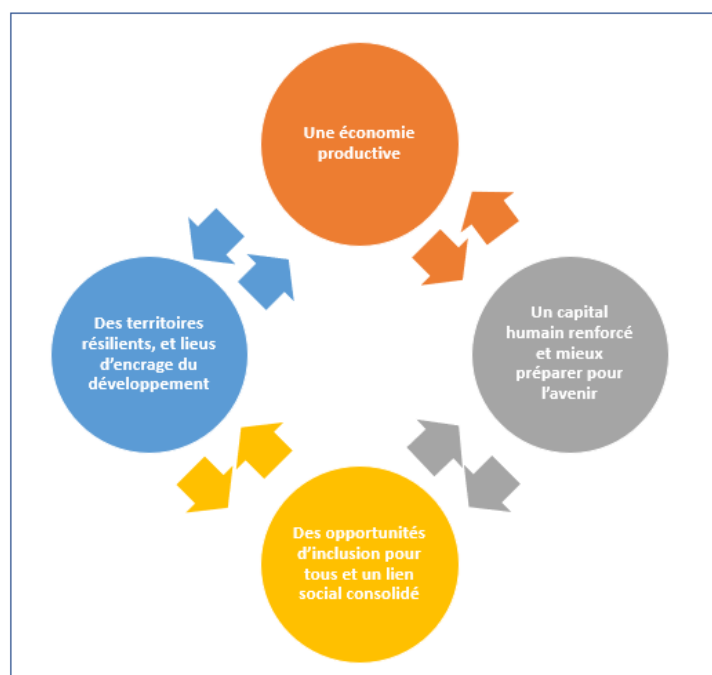 Une économie
productive
Des territoires
résilients, et lieus
d'encrage du
développement
Un capital
humain renforcé
et mieux
préparer pour
l'avenir
Des opportunités
d'inclusion pour
tous et un lien
social consolidé